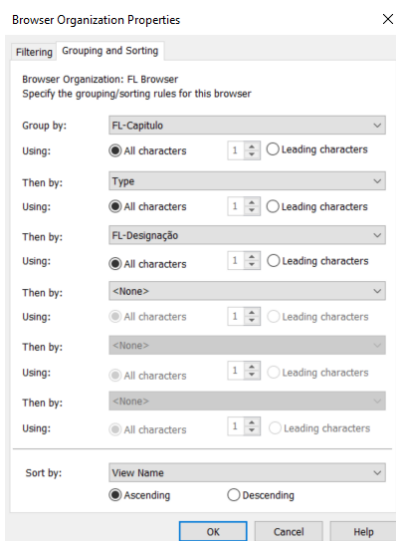 Browser Organization Properties
Filtering Grouping and Sorting
Browser Organization: FL Browser
Specify the grouping/sorting rules for this browser
Group by: FL-Capitulo
Using: All characters 1 Leading characters
Then by: Type
Using: All characters 1 Leading characters
Then by: FL-Designação
Using: All characters 1 Leading characters
Then by: <None>
Using: All characters 1 Leading characters
Then by: <None>
Using: All characters 1 Leading characters
Then by: <None>
Using: All characters 1 Leading characters
Sort by: View Name
Ascending Descending
OK Cancel Help